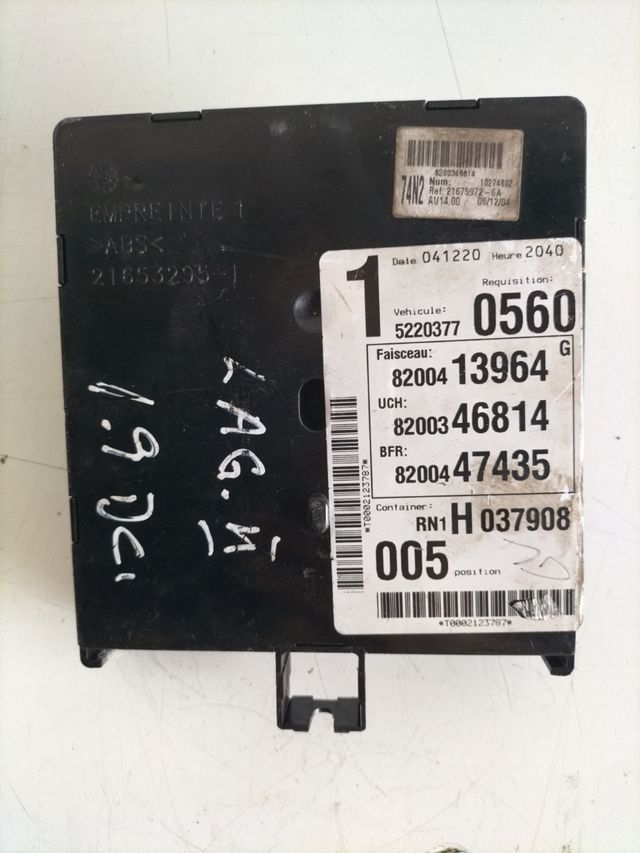 EMPREINTE 1
>ABS<
21653295-1
8200346814
74N2
Num: 10274892
Ref: 21675972-6A
AV14.00 06/12/04
1
Date 041220 Heure 2040
Requisition:
Vehicule:
5220377 0560
Faisceau: G
82004 13964
UCH:
82003 46814
BFR:
82004 47435
Container:
RN1 H 037908
005 position
*T0002123787*
*T0002123787*
LAG. II
1.9 DCi